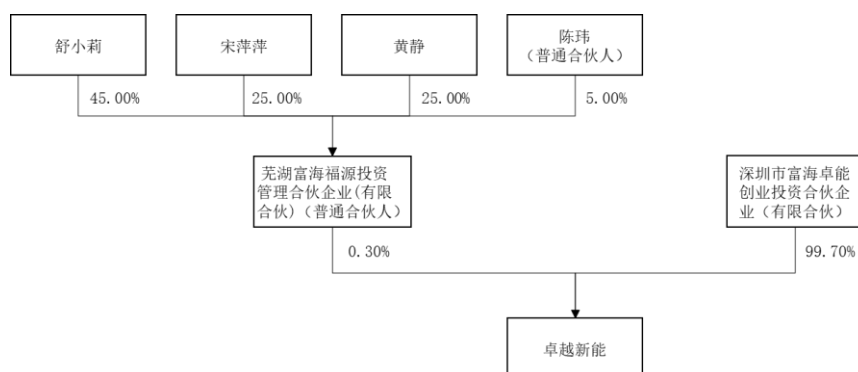 舒小莉
宋萍萍
黄静
陈玮
（普通合伙人）
45.00%
25.00%
25.00%
5.00%
芜湖富海福源投资
管理合伙企业(有限
合伙)（普通合伙人）
深圳市富海卓能
创业投资合伙企
业（有限合伙）
0.30%
99.70%
卓越新能